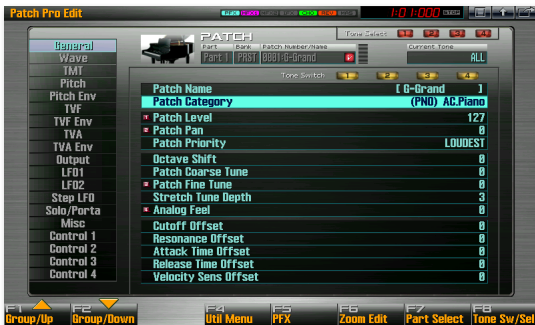 Patch Pro Edit
PATCH
Tone Select
Part Bank Patch Number/Name
Current Tone
Part 1 PRST 0001:G-Grand
ALL
Tone Switch 1 2 3 4
General
Wave
TMT
Pitch
Pitch Env
TVF
TVF Env
TVA
TVA Env
Output
LFO1
LFO2
Step LFO
Solo/Porta
Misc
Control 1
Control 2
Control 3
Control 4
Patch Name [ G-Grand ]
Patch Category (PNO) AC.Piano
Patch Level 127
Patch Pan 0
Patch Priority LOUDEST
Octave Shift 0
Patch Coarse Tune 0
Patch Fine Tune 0
Stretch Tune Depth 3
Analog Feel 0
Cutoff Offset 0
Resonance Offset 0
Attack Time Offset 0
Release Time Offset 0
Velocity Sens Offset 0
F1 Group/Up
F2 Group/Down
F4 Util Menu
F5 PFX
F6 Zoom Edit
F7 Part Select
F8 Tone Sw/Sel